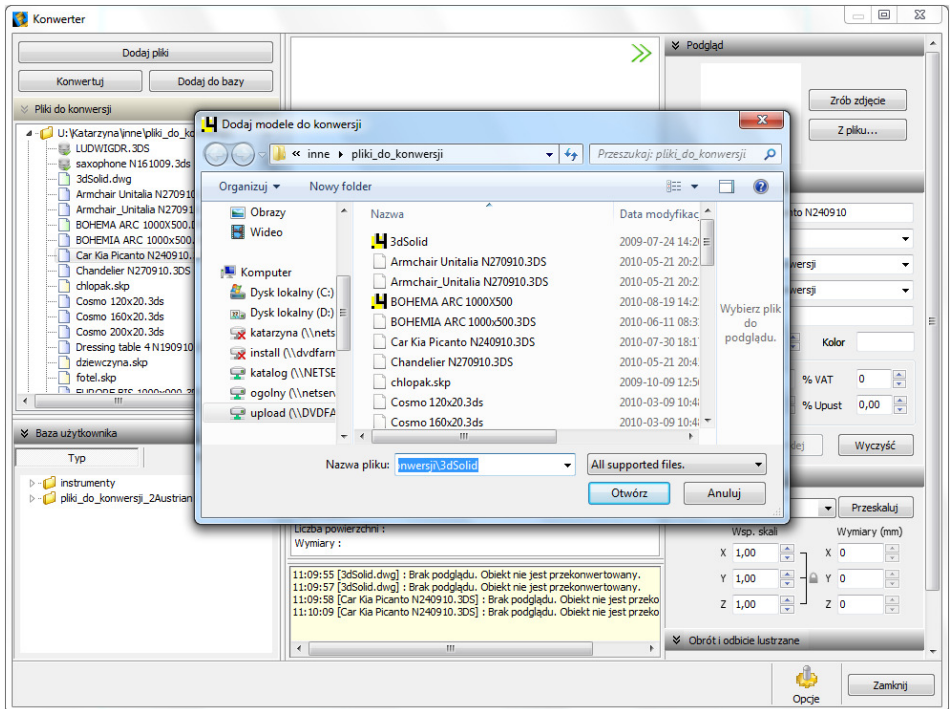 Konwerter
Dodaj pliki
Konwertuj
Dodaj do bazy
Pliki do konwersji
U:\Katarzyna\inne\pliki_do_ko
LUDWIGDR.3DS
saxophone N161009.3ds
3dSolid.dwg
Armchair Unitalia N270910
Armchair_Unitalia N27091
BOHEMA ARC 1000X500.
BOHEMIA ARC 1000x500.
Car Kia Picanto N240910.
Chandelier N270910.3DS
chlopak.skp
Cosmo 120x20.3ds
Cosmo 160x20.3ds
Cosmo 200x20.3ds
Dressing table 4 N190910
dziewczyna.skp
fotel.skp
Baza użytkownika
Typ
instrumenty
pliki_do_konwersji_2Austrian
Dodaj modele do konwersji
« inne pliki_do_konwersji
Przeszukaj: pliki_do_konwersji
Organizuj
Nowy folder
Obrazy
Wideo
Komputer
Dysk lokalny (C:)
Dysk lokalny (D:)
katarzyna (\\nets
install (\\dvdfarm
katalog (\\NETSE
ogolny (\\netserv
upload (\\DVDFA
Nazwa Data modyfikac
3dSolid 2009-07-24 14:2
Armchair Unitalia N270910.3DS 2010-05-21 20:2
Armchair_Unitalia N270910.3DS 2010-05-21 20:2
BOHEMA ARC 1000X500 2010-08-19 14:2
BOHEMIA ARC 1000x500.3DS 2010-06-11 08:3
Car Kia Picanto N240910.3DS 2010-07-30 18:1
Chandelier N270910.3DS 2010-05-21 20:4
chlopak.skp 2009-10-09 12:5
Cosmo 120x20.3ds 2010-03-09 10:4
Cosmo 160x20.3ds 2010-03-09 10:4
Wybierz plik
do
podglądu.
Nazwa pliku: onwersji\3dSolid
All supported files.
Otwórz
Anuluj
Liczba powierzchni :
Wymiary :
11:09:55 [3dSolid.dwg] : Brak podglądu. Obiekt nie jest przekonwertowany.
11:09:57 [3dSolid.dwg] : Brak podglądu. Obiekt nie jest przekonwertowany.
11:09:58 [Car Kia Picanto N240910.3DS] : Brak podglądu. Obiekt nie jest przeko
11:10:09 [Car Kia Picanto N240910.3DS] : Brak podglądu. Obiekt nie jest przeko
Podgląd
Zrób zdjęcie
Z pliku...
nto N240910
wersji
wersji
Kolor
% VAT 0
% Upust 0,00
Wyczyść
Przeskaluj
Wsp. skali Wymiary (mm)
X 1,00 X 0
Y 1,00 Y 0
Z 1,00 Z 0
Obrót i odbicie lustrzane
Opcje
Zamknij